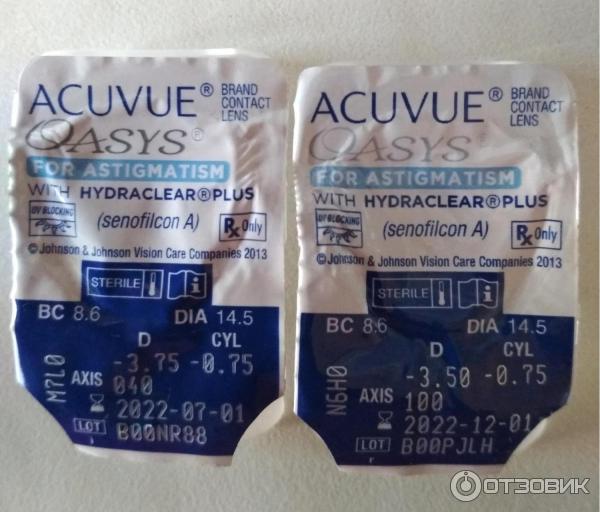 ACUVUE® BRAND CONTACT LENS
OASYS®
FOR ASTIGMATISM
WITH HYDRACLEAR®PLUS
UV BLOCKING
(senofilcon A)
Rx Only
©Johnson & Johnson Vision Care Companies 2013
STERILE
BC 8.6 DIA 14.5
D CYL
-3.75 -0.75
AXIS 040
2022-07-01
LOT B00NR88
M7L0
ACUVUE® BRAND CONTACT LENS
OASYS®
FOR ASTIGMATISM
WITH HYDRACLEAR®PLUS
UV BLOCKING
(senofilcon A)
Rx Only
©Johnson & Johnson Vision Care Companies 2013
STERILE
BC 8.6 DIA 14.5
D CYL
-3.50 -0.75
AXIS 100
2022-12-01
LOT B00PJLH
N6H0
ОТЗОВИК